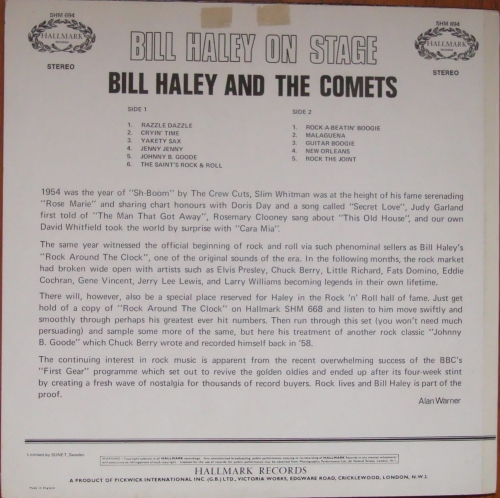 SHM 694
HALLMARK
STEREO
BILL HALEY ON STAGE
SHM 694
HALLMARK
STEREO
BILL HALEY AND THE COMETS
SIDE 1
1. RAZZLE DAZZLE
2. CRYIN' TIME
3. YAKETY SAX
4. JENNY JENNY
5. JOHNNY B. GOODE
6. THE SAINT'S ROCK & ROLL
SIDE 2
1. ROCK-A-BEATIN' BOOGIE
2. MALAGUENA
3. GUITAR BOOGIE
4. NEW ORLEANS
5. ROCK THE JOINT
1954 was the year of "Sh-Boom" by The Crew Cuts, Slim Whitman was at the height of his fame serenading
"Rose Marie" and sharing chart honours with Doris Day and a song called "Secret Love", Judy Garland
first told of "The Man That Got Away", Rosemary Clooney sang about "This Old House", and our own
David Whitfield took the world by surprise with "Cara Mia".
The same year witnessed the official beginning of rock and roll via such phenomenal sellers as Bill Haley's
"Rock Around The Clock", one of the original sounds of the era. In the following months, the rock market
had broken wide open with artists such as Elvis Presley, Chuck Berry, Little Richard, Fats Domino, Eddie
Cochran, Gene Vincent, Jerry Lee Lewis, and Larry Williams becoming legends in their own lifetime.
There will, however, also be a special place reserved for Haley in the Rock 'n' Roll hall of fame. Just get
hold of a copy of "Rock Around The Clock" on Hallmark SHM 668 and listen to him move swiftly and
smoothly through perhaps his greatest ever hit numbers. Then run through this set (you won't need much
persuading) and sample some more of the same, but here his treatment of another rock classic "Johnny
B. Goode" which Chuck Berry wrote and recorded himself back in '58.
The continuing interest in rock music is apparent from the recent overwhelming success of the BBC's
"First Gear" programme which set out to revive the golden oldies and ended up after its four-week stint
by creating a fresh wave of nostalgia for thousands of record buyers. Rock lives and Bill Haley is part of the
proof.
Alan Warner
Licensed by SONET, Sweden
HALLMARK RECORDS
A PRODUCT OF PICKWICK INTERNATIONAL INC. (G.B.) LTD., VICTORIA WORKS, EDGWARE ROAD, CRICKLEWOOD, LONDON, N.W.2.
Made in England